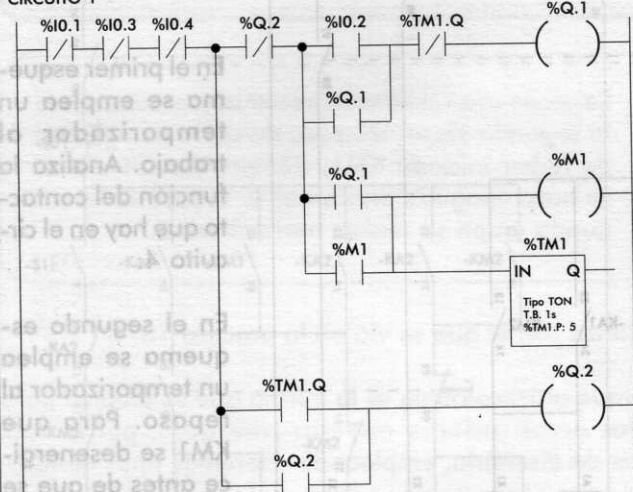 Circuito 1
%I0.1 %I0.3 %I0.4 %Q.2 %I0.2 %TM1.Q %Q.1
%Q.1
%Q.1 %M1
%M1 %TM1
IN Q
Tipo TON
T.B. 1s
%TM1.P: 5
%TM1.Q %Q.2
%Q.2
En el primer esque-
ma se emplea un
temporizador al
trabajo. Analiza la
función del contac-
to que hay en el cir-
cuito 4.
En el segundo es-
quema se emplea
un temporizador al
reposo. Para que
KM1 se desenergi-
ce antes de que se